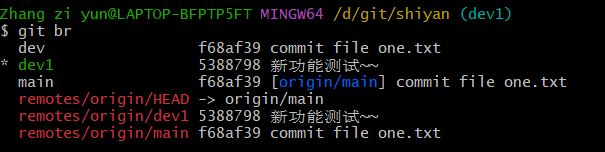 Zhang zi yun@LAPTOP-BFPTP5FT MINGW64 /d/git/shiyan (dev1)
$ git br
  dev                 f68af39 commit file one.txt
* dev1                5388798 新功能测试~~
  main                f68af39 [origin/main] commit file one.txt
  remotes/origin/HEAD -> origin/main
  remotes/origin/dev1 5388798 新功能测试~~
  remotes/origin/main f68af39 commit file one.txt